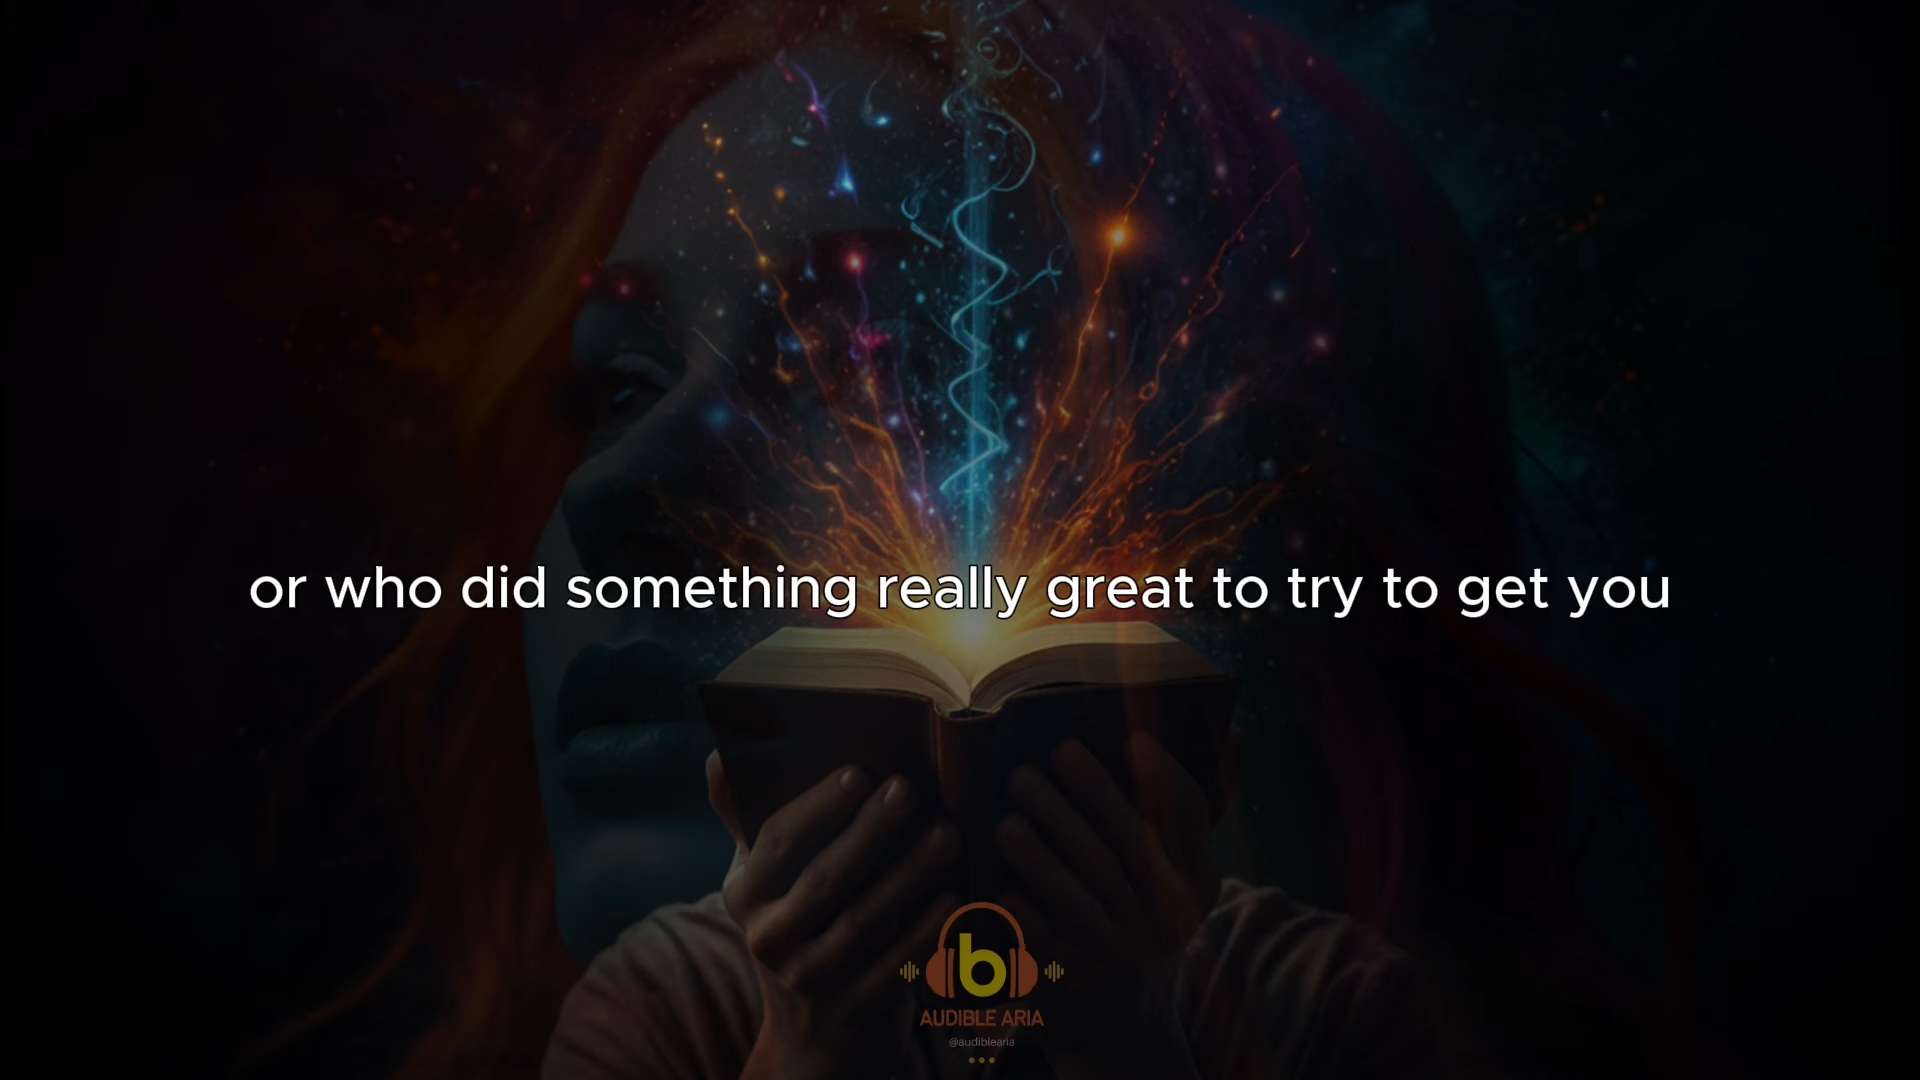 or who did something really great to try to get you
b
AUDIBLE ARIA
@audiblearia